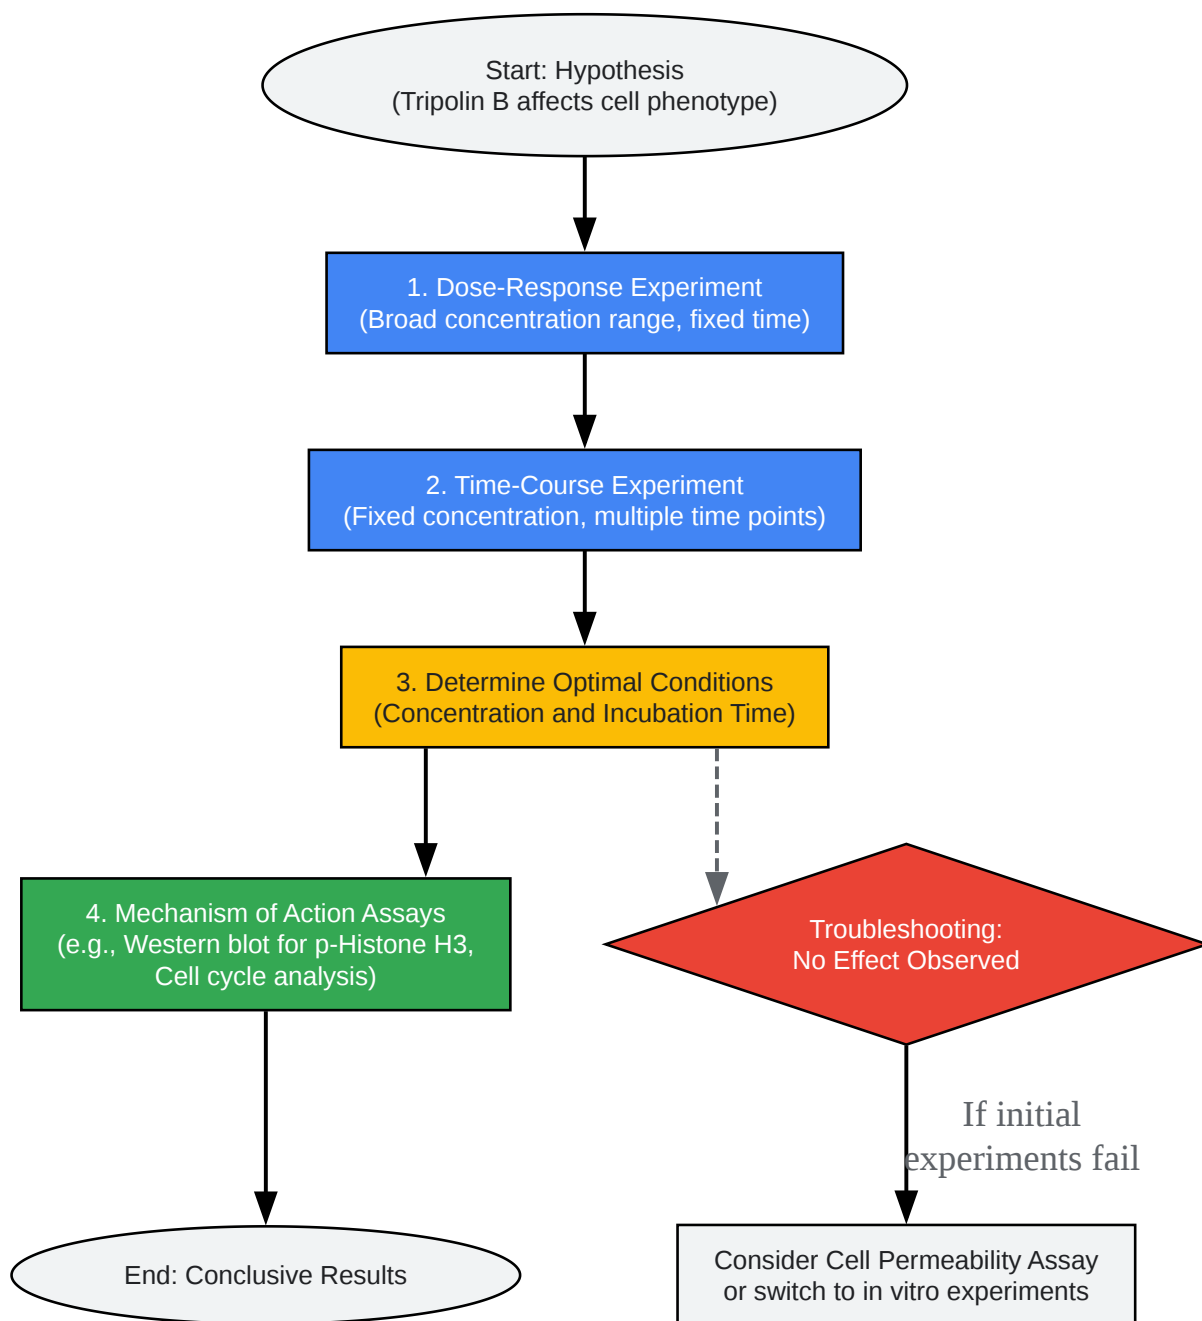 Start: Hypothesis
(Tripolin B affects cell phenotype)
1. Dose-Response Experiment
(Broad concentration range, fixed time)
2. Time-Course Experiment
(Fixed concentration, multiple time points)
3. Determine Optimal Conditions
(Concentration and Incubation Time)
4. Mechanism of Action Assays
(e.g., Western blot for p-Histone H3,
Cell cycle analysis)
Troubleshooting:
No Effect Observed
If initial
experiments fail
End: Conclusive Results
Consider Cell Permeability Assay
or switch to in vitro experiments